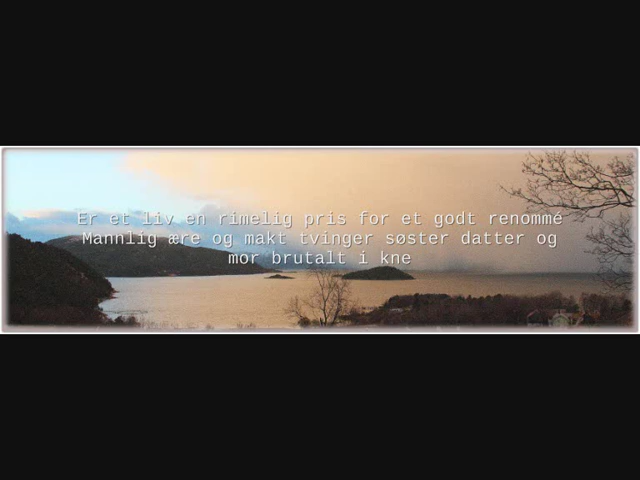 Er et liv en rimelig pris for et godt renommé
Mannlig ære og makt tvinger søster datter og
mor brutalt i kne